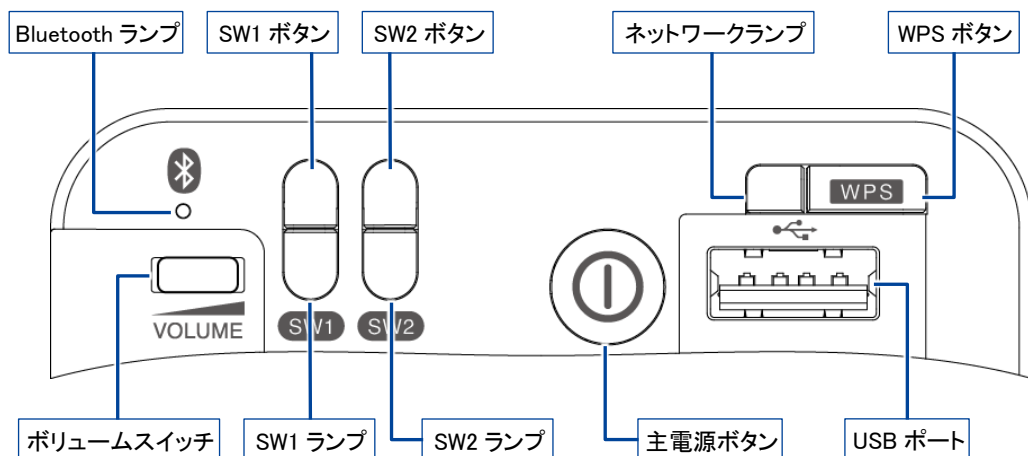 Bluetooth ランプ
SW1 ボタン
SW2 ボタン
ネットワークランプ
WPS ボタン
WPS
VOLUME
SW1
SW2
ボリュームスイッチ
SW1 ランプ
SW2 ランプ
主電源ボタン
USB ポート